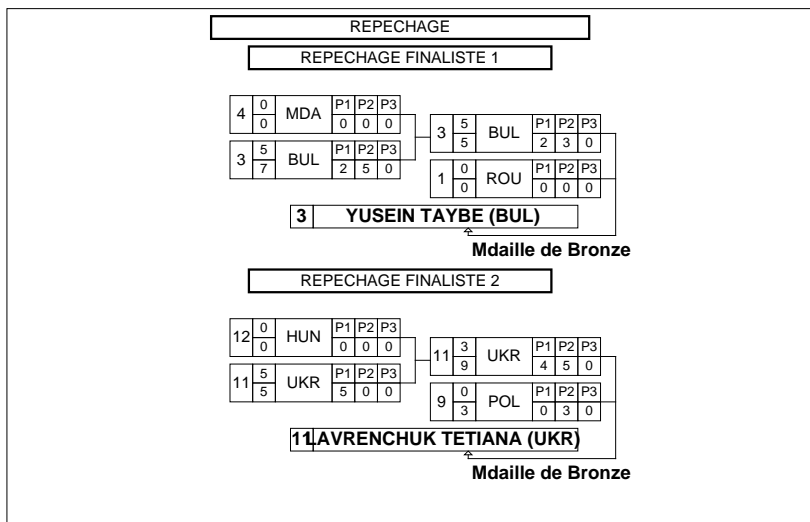 REPECHAGE
REPECHAGE FINALISTE 1
4 0 MDA P1 P2 P3
0 0 0 0
3 5 BUL P1 P2 P3
7 2 5 0
3 5 BUL P1 P2 P3
5 2 3 0
1 0 ROU P1 P2 P3
0 0 0 0
3 YUSEIN TAYBE (BUL)
Mdaille de Bronze
REPECHAGE FINALISTE 2
12 0 HUN P1 P2 P3
0 0 0 0
11 5 UKR P1 P2 P3
5 5 0 0
11 3 UKR P1 P2 P3
9 4 5 0
9 0 POL P1 P2 P3
3 0 3 0
11 LAVRENCHUK TETIANA (UKR)
Mdaille de Bronze